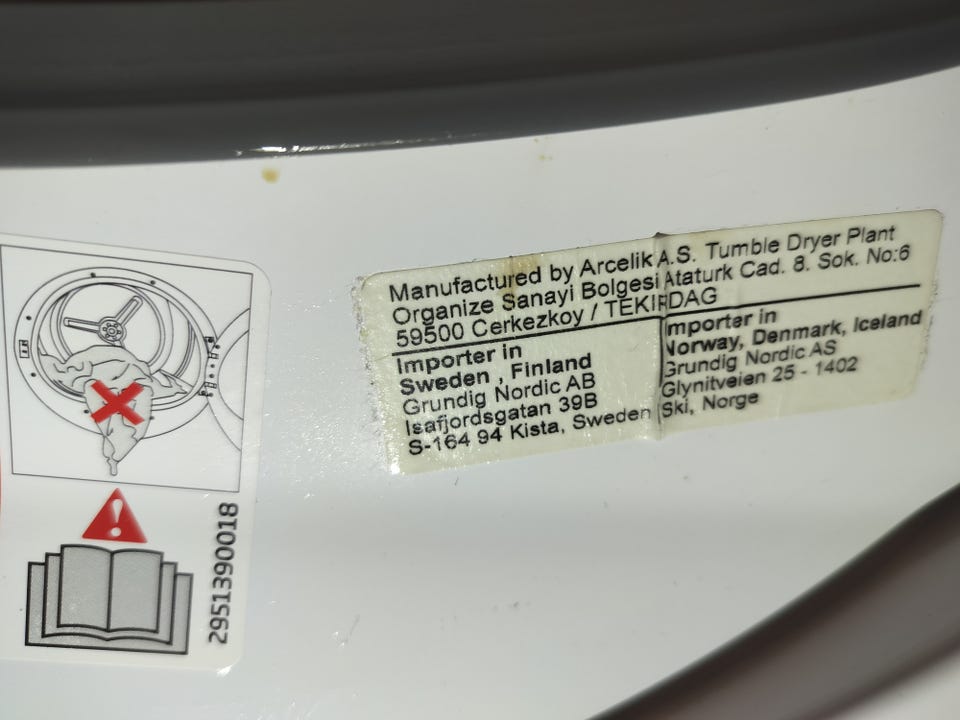 Manufactured by Arcelik A.S. Tumble Dryer Plant
Organize Sanayi Bolgesi Ataturk Cad. 8. Sok. No:6
59500 Cerkezkoy / TEKIRDAG
Importer in
Sweden , Finland
Grundig Nordic AB
Isafjordsgatan 39B
S-164 94 Kista, Sweden
Importer in
Norway, Denmark, Iceland
Grundig Nordic AS
Glynitveien 25 - 1402
Ski, Norge
2951390018